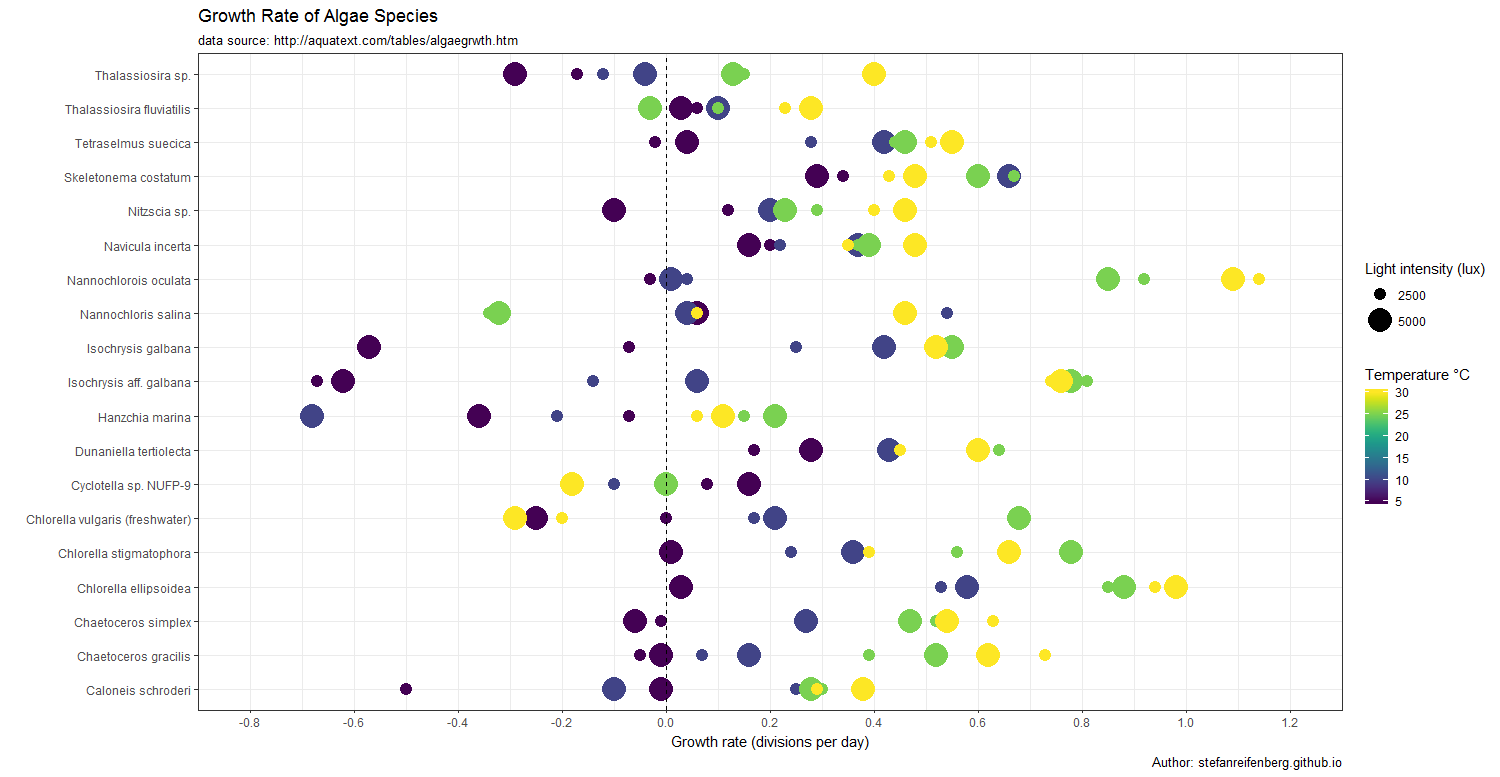 Growth Rate of Algae Species
data source: http://aquatext.com/tables/algaegrwth.htm
Thalassiosira sp.
Thalassiosira fluviatilis
Tetraselmus suecica
Skeletonema costatum
Nitzscia sp.
Navicula incerta
Nannochlorois oculata
Nannochloris salina
Isochrysis galbana
Isochrysis aff. galbana
Hanzchia marina
Dunaniella tertiolecta
Cyclotella sp. NUFP-9
Chlorella vulgaris (freshwater)
Chlorella stigmatophora
Chlorella ellipsoidea
Chaetoceros simplex
Chaetoceros gracilis
Caloneis schroderi
-0.8 -0.6 -0.4 -0.2 0.0 0.2 0.4 0.6 0.8 1.0 1.2
Growth rate (divisions per day)
Light intensity (lux)
2500
5000
Temperature °C
30
25
20
15
10
5
Author: stefanreifenberg.github.io